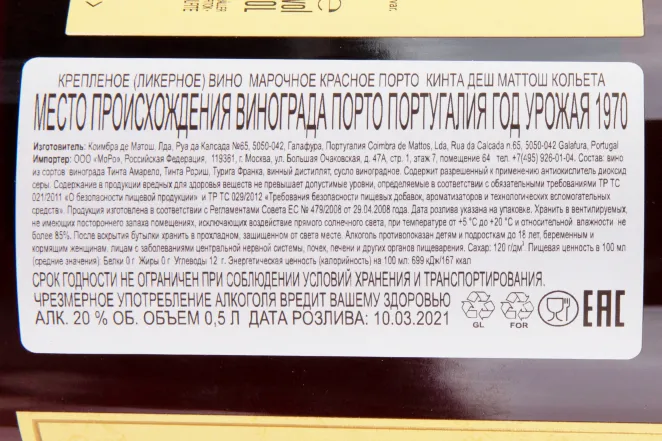 КРЕПЛЕНОЕ (ЛИКЕРНОЕ) ВИНО МАРОЧНОЕ КРАСНОЕ ПОРТО КИНТА ДЕШ МАТТОШ КОЛЬЕТА
МЕСТО ПРОИСХОЖДЕНИЯ ВИНОГРАДА ПОРТО ПОРТУГАЛИЯ ГОД УРОЖАЯ 1970
Изготовитель: Коимбра де Матош, Лда, Руа да Калсада №65, 5050-042, Галафура, Португалия Coimbra de Mattos, Lda, Rua da Calcada n.65, 5050-042 Galafura, Portugal
Импортер: ООО «МоРо», Российская Федерация, 119361, г. Москва, ул. Большая Очаковская, д. 47А, стр. 1, этаж 7, помещение 64 тел. +7(495) 926-01-04. Состав: вино
из сортов винограда Тинта Амарело, Тинта Рориш, Турига Франка, винный дистиллят, сусло виноградное. Содержит разрешенный к применению антиокислитель диоксид
серы. Содержание в продукции вредных для здоровья веществ не превышает допустимые уровни, определяемые в соответствии с обязательными требованиями ТР ТС
021/2011 «О безопасности пищевой продукции» и ТР ТС 029/2012 «Требования безопасности пищевых добавок, ароматизаторов и технологических вспомогательных
средств». Продукция изготовлена в соответствии с Регламентами Совета ЕС № 479/2008 от 29.04.2008 года. Дата розлива указана на упаковке. Хранить в вентилируемых,
не имеющих постороннего запаха помещениях, исключающих воздействие прямого солнечного света, при температуре от +5 °С до +20 °С и относительной влажности не
более 85%. После вскрытия бутылки хранить в прохладном, защищенном от света месте. Алкоголь противопоказан детям и подросткам до 18 лет, беременным и
кормящим женщинам, лицам с заболеваниями центральной нервной системы, почек, печени и других органов пищеварения. Сахар: 120 г/дм³. Пищевая ценность в 100 мл
(средние значения): Белки 0 г Жиры 0 г Углеводы 12 г. Энергетическая ценность (калорийность) на 100 мл: 699 кДж/167 ккал
СРОК ГОДНОСТИ НЕ ОГРАНИЧЕН ПРИ СОБЛЮДЕНИИ УСЛОВИЙ ХРАНЕНИЯ И ТРАНСПОРТИРОВАНИЯ.
ЧРЕЗМЕРНОЕ УПОТРЕБЛЕНИЕ АЛКОГОЛЯ ВРЕДИТ ВАШЕМУ ЗДОРОВЬЮ
АЛК. 20 % ОБ. ОБЪЕМ 0,5 Л ДАТА РОЗЛИВА: 10.03.2021
GL FOR EAC